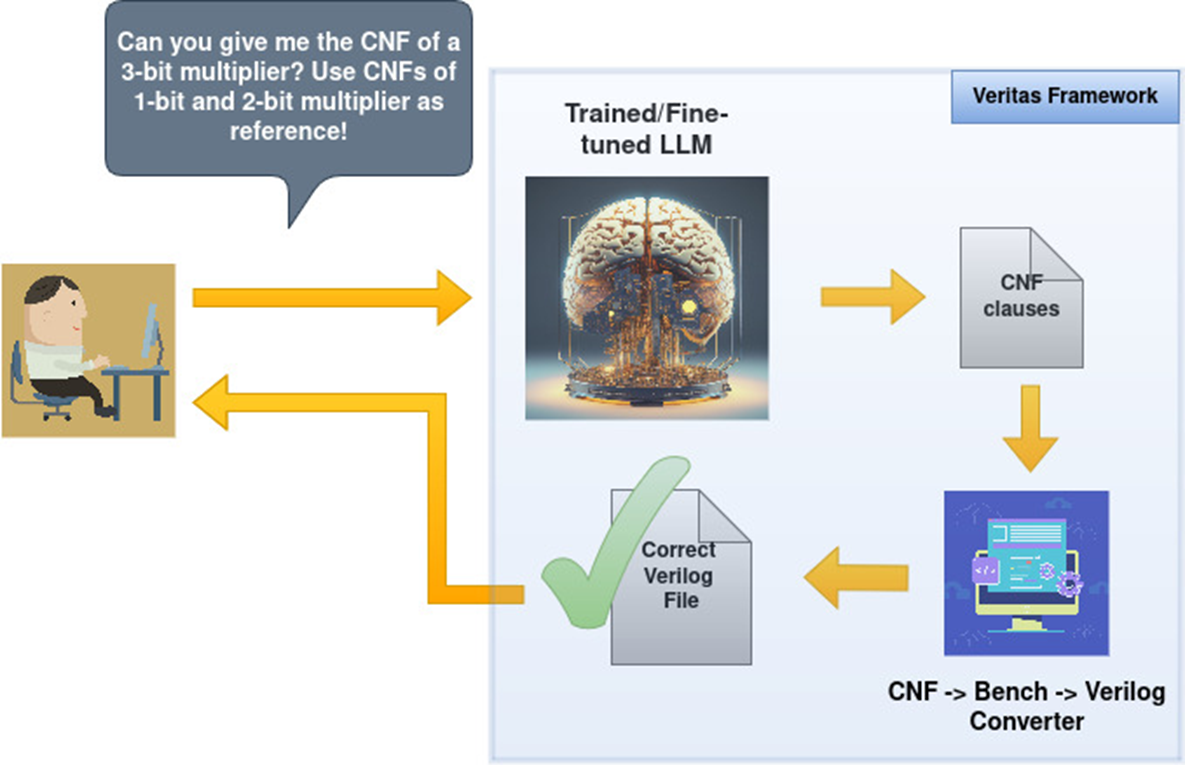 Can you give me the CNF of a
3-bit multiplier? Use CNFs of
1-bit and 2-bit multiplier as
reference!
Veritas Framework
Trained/Fine-
tuned LLM
CNF
clauses
Correct
Verilog
File
CNF -> Bench -> Verilog
Converter